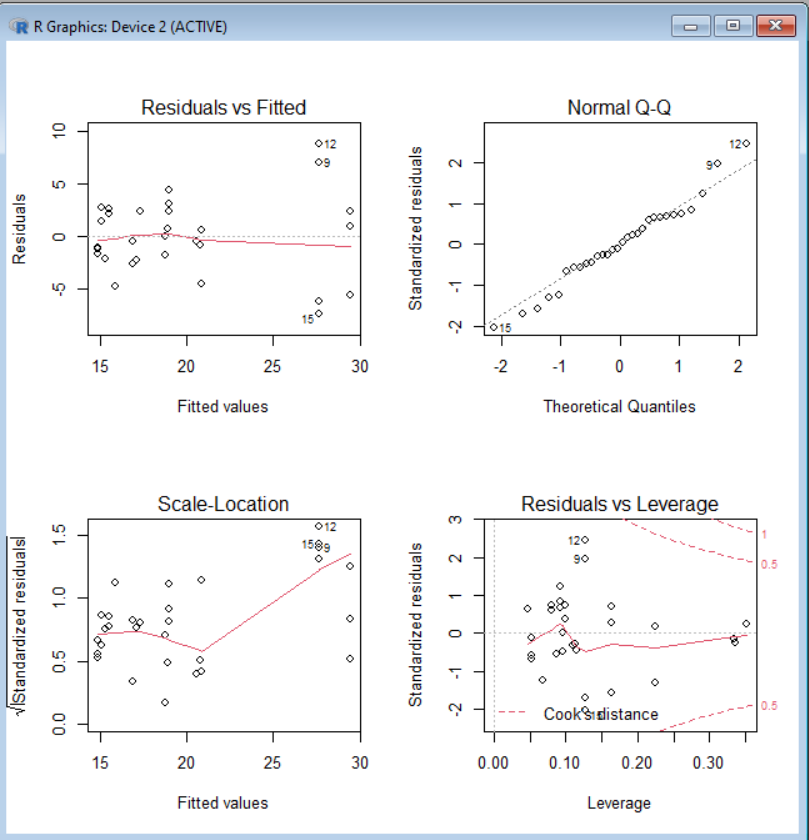 R Graphics: Device 2 (ACTIVE)
Residuals vs Fitted
Residuals
10
5
0
-5
12
9
15
15 20 25 30
Fitted values
Normal Q-Q
Standardized residuals
2
1
0
-1
-2
12
9
15
-2 -1 0 1 2
Theoretical Quantiles
Scale-Location
√|Standardized residuals|
1.5
1.0
0.5
0.0
12
15 9
15 20 25 30
Fitted values
Residuals vs Leverage
Standardized residuals
3
2
1
0
-1
-2
12
9
1
0.5
0.5
Cook's distance
0.00 0.10 0.20 0.30
Leverage